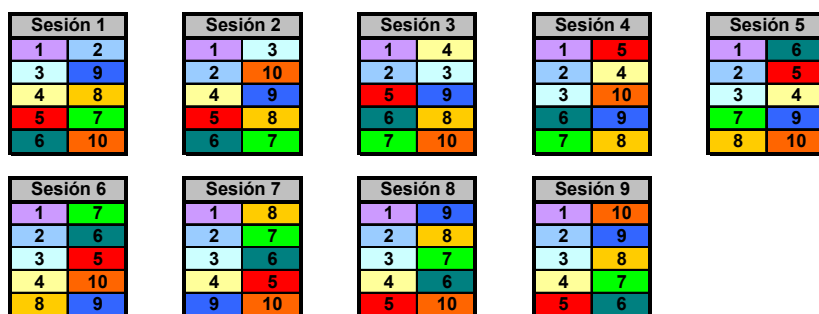 Sesión 1 Sesión 2 Sesión 3 Sesión 4 Sesión 5
1 2 1 3 1 4 1 5 1 6
3 9 2 10 2 3 2 4 2 5
4 8 4 9 5 9 3 10 3 4
5 7 5 8 6 8 6 9 7 9
6 10 6 7 7 10 7 8 8 10
Sesión 6 Sesión 7 Sesión 8 Sesión 9
1 7 1 8 1 9 1 10
2 6 2 7 2 8 2 9
3 5 3 6 3 7 3 8
4 10 4 5 4 6 4 7
8 9 9 10 5 10 5 6